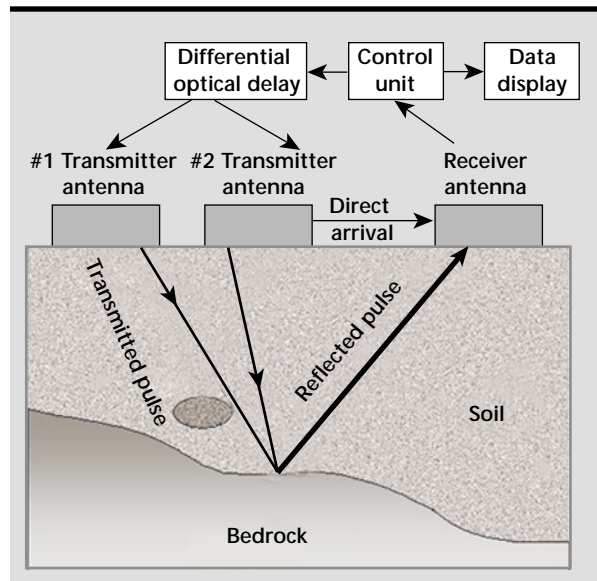 Differential
optical delay
Control
unit
Data
display
#1 Transmitter
antenna
#2 Transmitter
antenna
Receiver
antenna
Direct
arrival
Transmitted pulse
Reflected pulse
Soil
Bedrock